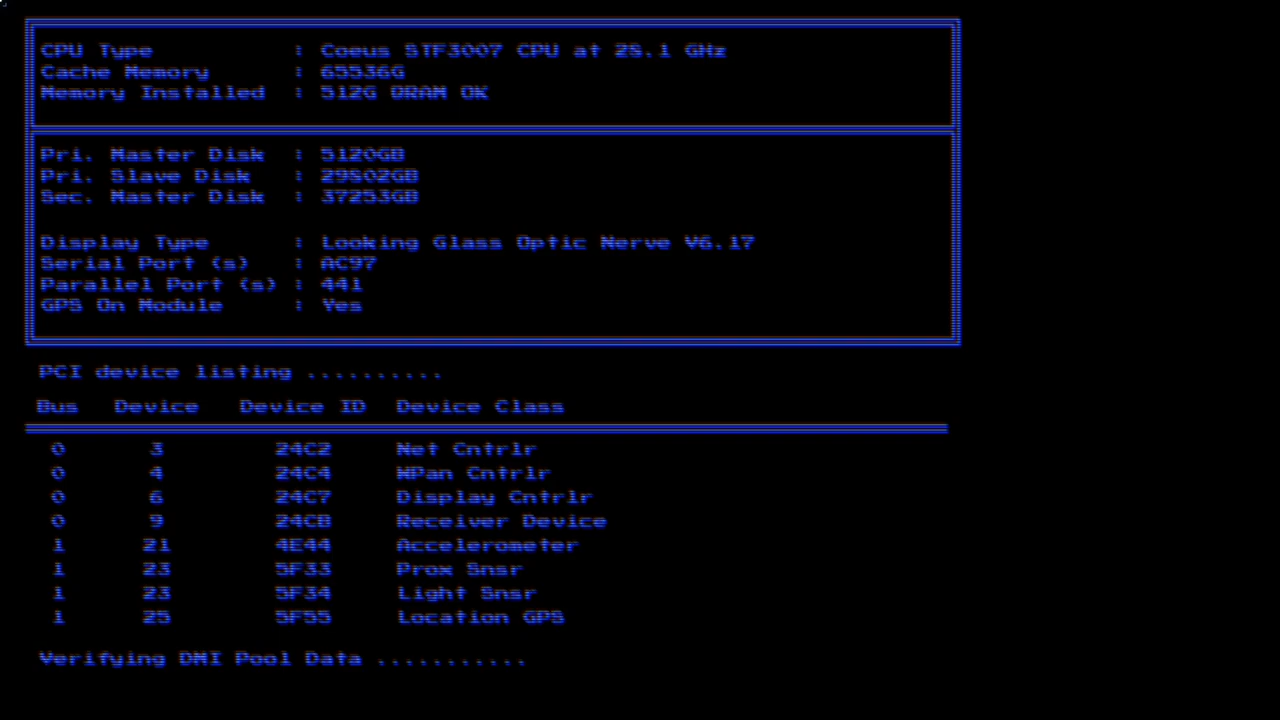 CPU Type : Coeus STF3007 CPU at 25.1 GHz
Cache Memory : 65536G
Memory Installed : 512G DRAM OK
Pri. Master Disk : 5120GB
Pri. Slave Disk :
Sec. Master Disk : 37253GB
Display Type : Looking Glass Optic Nerve V6.17
Serial Port (s) : AC97
Parallel Port (s) : 441
GPS On Module : Yes
PCI device listing ..........
Bus Device Device ID Device Class
0 3 24C2 Net Cntrlr
0 4 24C4 WPan Cntrlr
0 6 24C7 Display Cntrlr
0 9 24CB Receiver Device
1 21 4E44 Accelerometer
1 23 5F33 Prox Snsr
1 23 5F34 Light Snsr
1 25 5F55 Location GPS
Verifying DMI Pool Data ...........